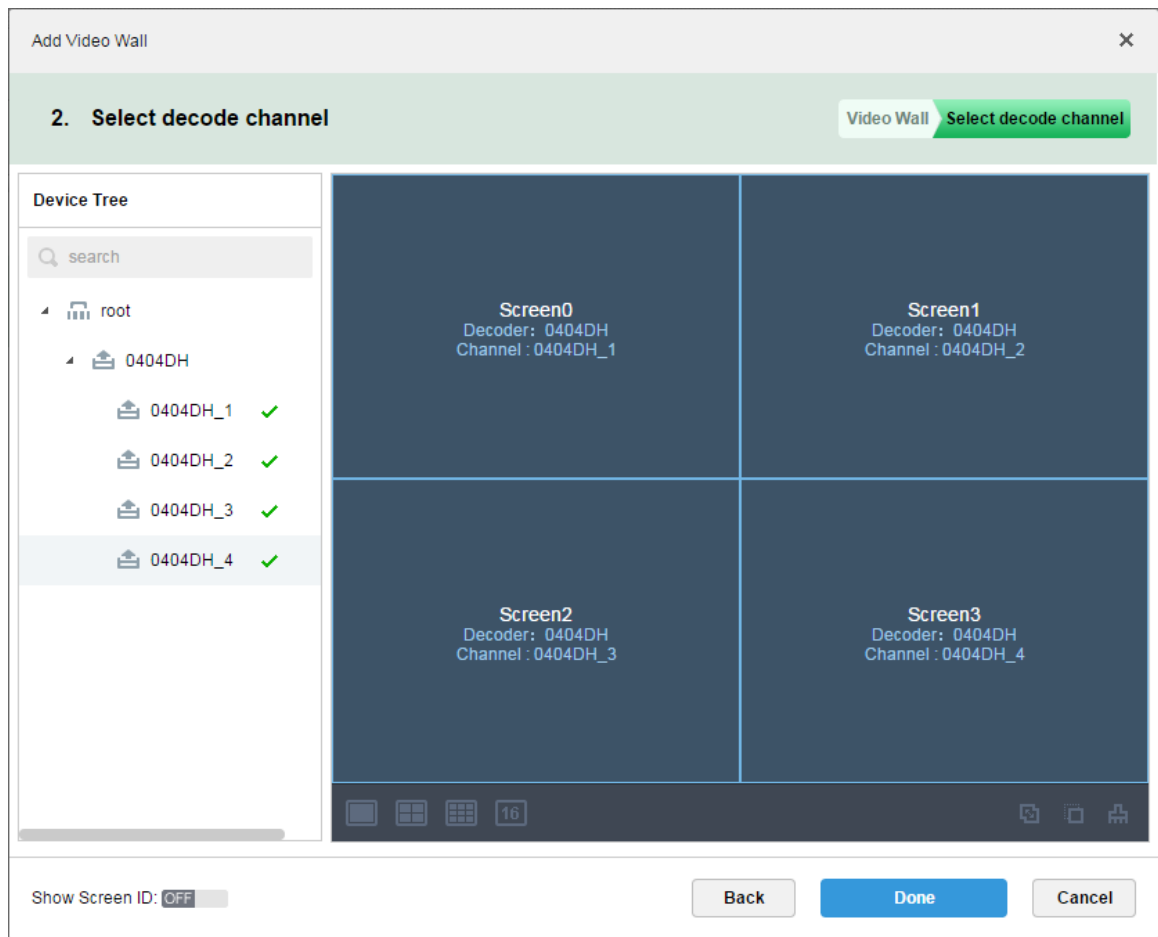 Add Video Wall
2. Select decode channel
Video Wall
Select decode channel
Device Tree
search
root
0404DH
0404DH_1
0404DH_2
0404DH_3
0404DH_4
Screen0
Decoder: 0404DH
Channel : 0404DH_1
Screen1
Decoder: 0404DH
Channel : 0404DH_2
Screen2
Decoder: 0404DH
Channel : 0404DH_3
Screen3
Decoder: 0404DH
Channel : 0404DH_4
16
Show Screen ID: OFF
Back
Done
Cancel